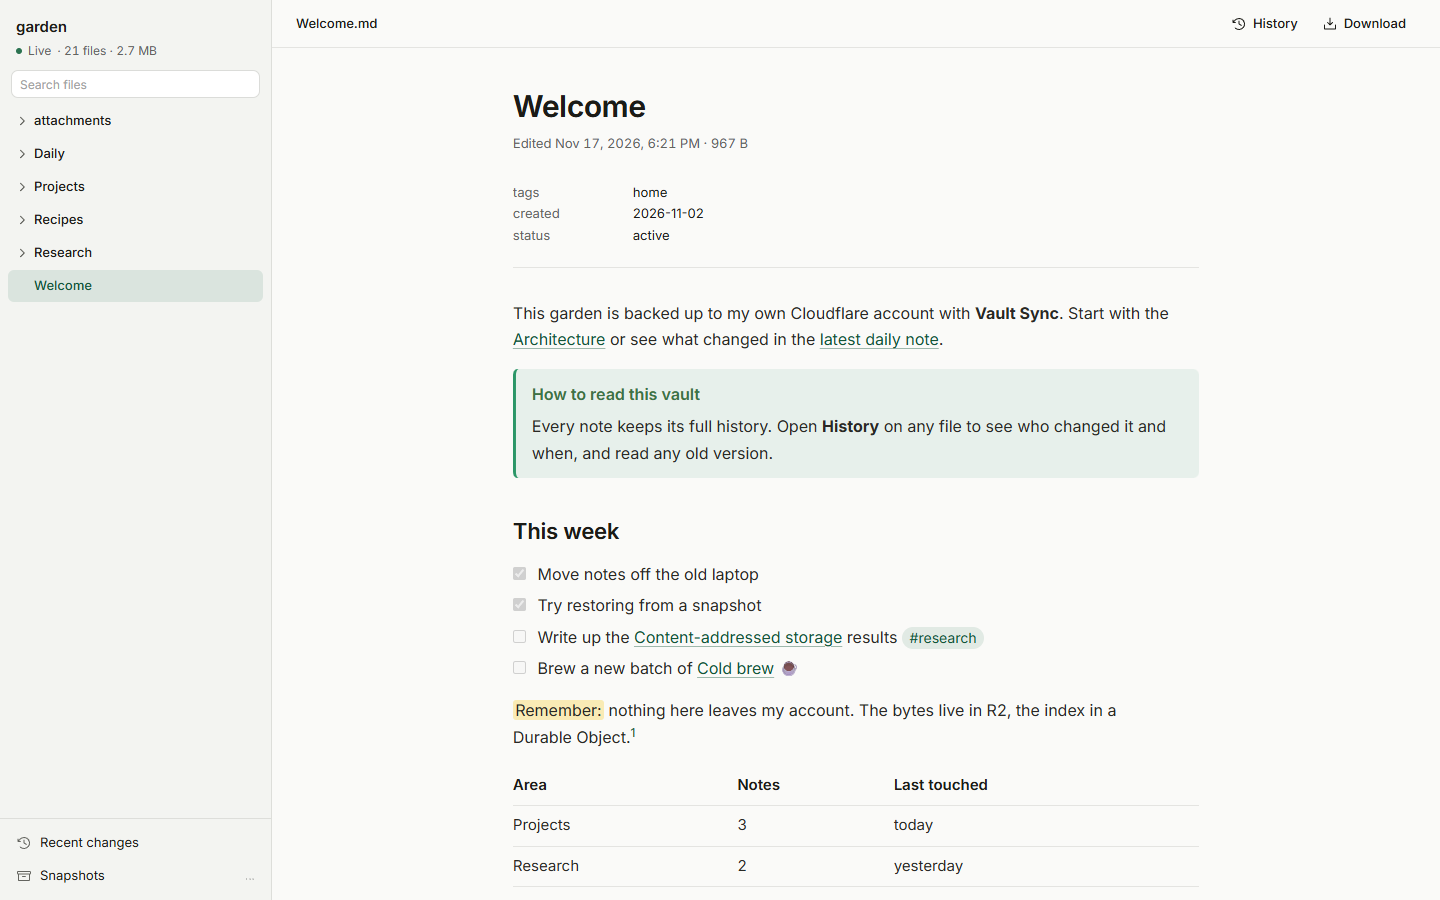 garden
Live · 21 files · 2.7 MB
Search files
attachments
Daily
Projects
Recipes
Research
Welcome
Recent changes
Snapshots
...
Welcome.md
History
Download
Welcome
Edited Nov 17, 2026, 6:21 PM · 967 B
tags home
created 2026-11-02
status active
This garden is backed up to my own Cloudflare account with Vault Sync. Start with the
Architecture or see what changed in the latest daily note.
How to read this vault
Every note keeps its full history. Open History on any file to see who changed it and
when, and read any old version.
This week
Move notes off the old laptop
Try restoring from a snapshot
Write up the Content-addressed storage results #research
Brew a new batch of Cold brew
Remember: nothing here leaves my account. The bytes live in R2, the index in a
Durable Object.1
Area Notes Last touched
Projects 3 today
Research 2 yesterday